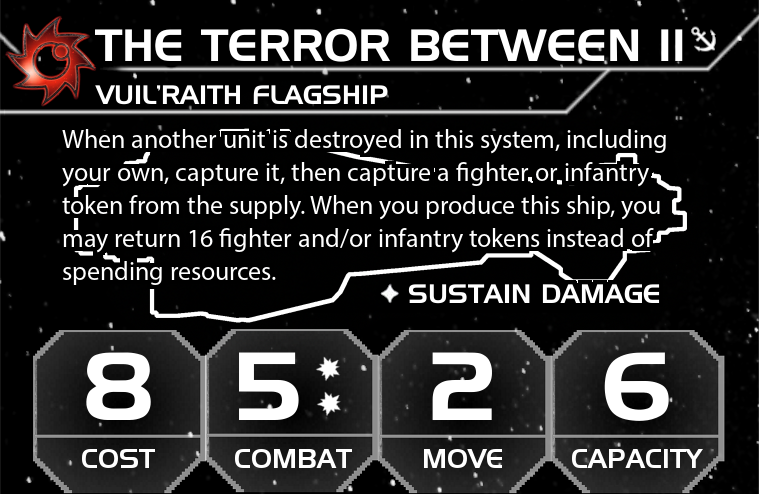 THE TERROR BETWEEN II
VUIL'RAITH FLAGSHIP
When another unit is destroyed in this system, including
your own, capture it, then capture a fighter or infantry
token from the supply. When you produce this ship, you
may return 16 fighter and/or infantry tokens instead of
spending resources.
SUSTAIN DAMAGE
8 5 2 6
COST COMBAT MOVE CAPACITY